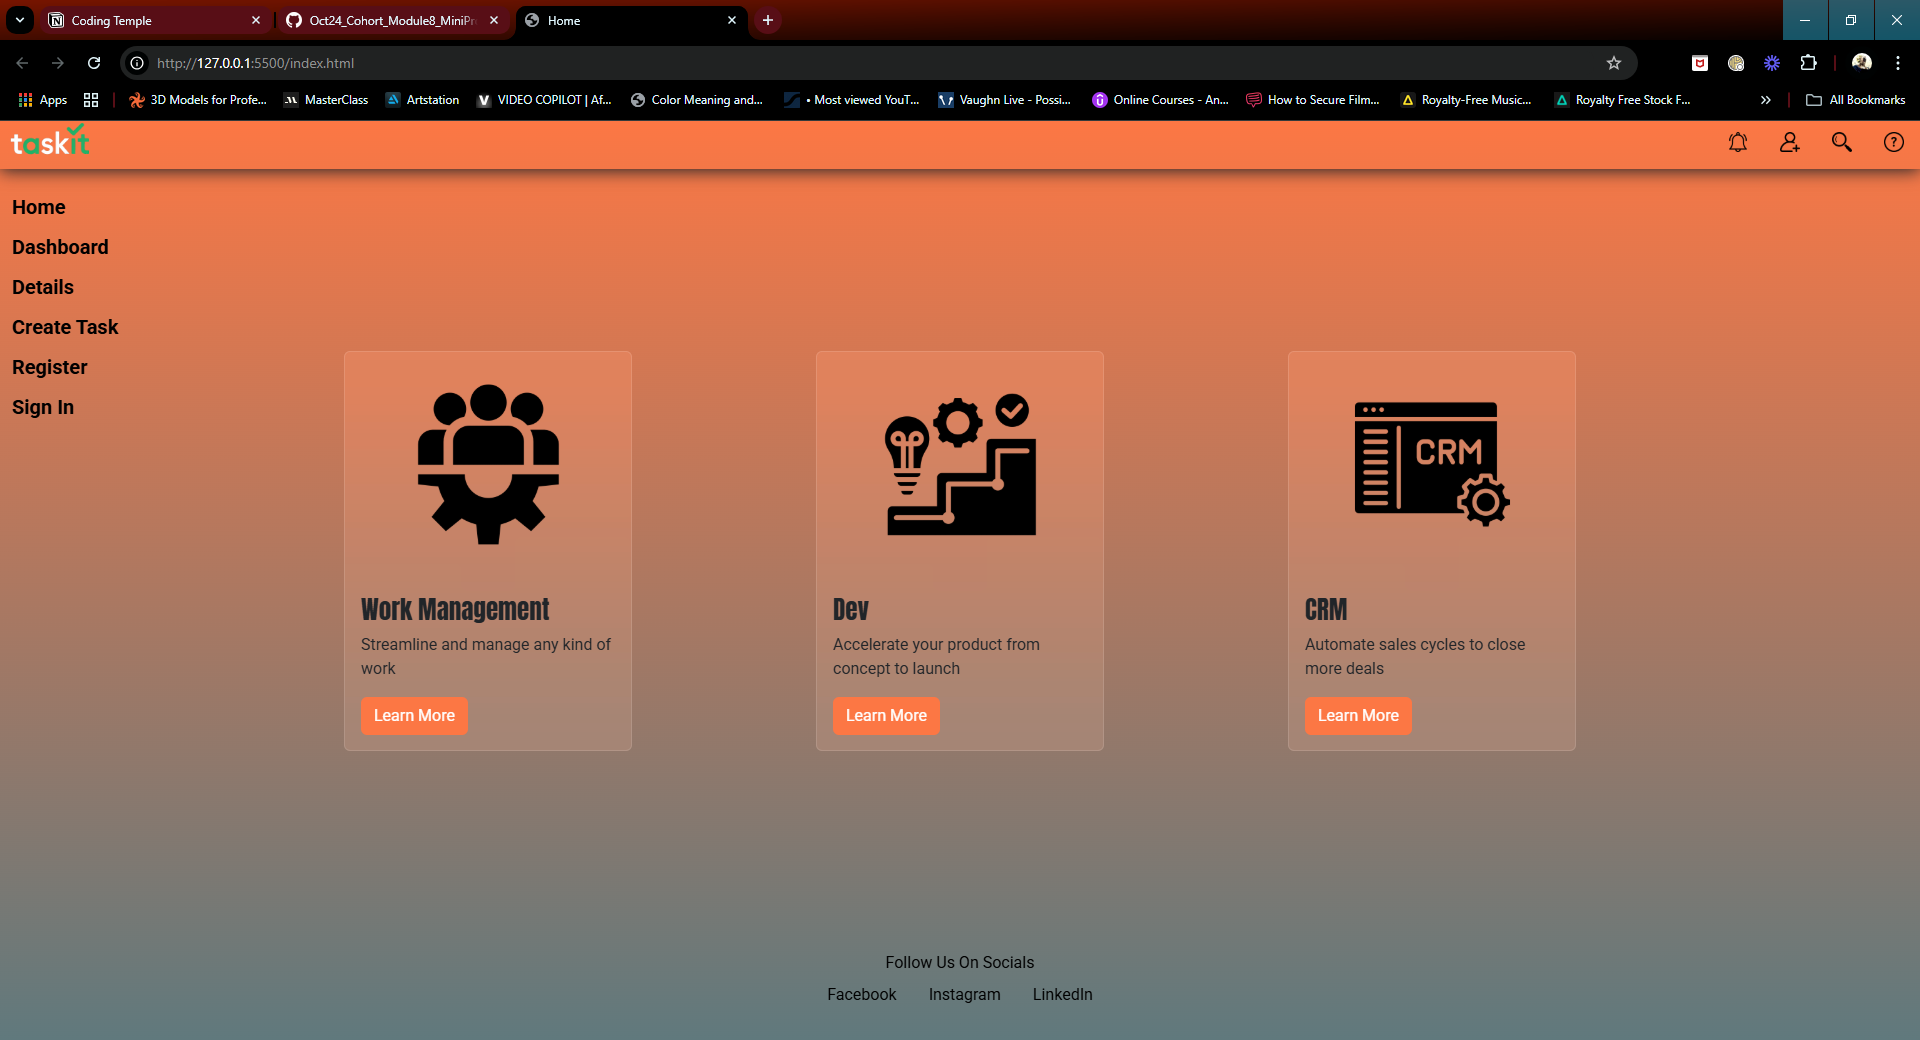 Coding Temple
Oct24_Cohort_Module8_MiniPr
Home
http://127.0.0.1:5500/index.html
Apps
3D Models for Profe...
MasterClass
Artstation
VIDEO COPILOT | Af...
Color Meaning and...
• Most viewed YouT...
Vaughn Live - Possi...
Online Courses - An...
How to Secure Film...
Royalty-Free Music...
Royalty Free Stock F...
All Bookmarks
taskit
Home
Dashboard
Details
Create Task
Register
Sign In
CRM
Work Management
Streamline and manage any kind of
work
Learn More
Dev
Accelerate your product from
concept to launch
Learn More
CRM
Automate sales cycles to close
more deals
Learn More
Follow Us On Socials
Facebook Instagram LinkedIn